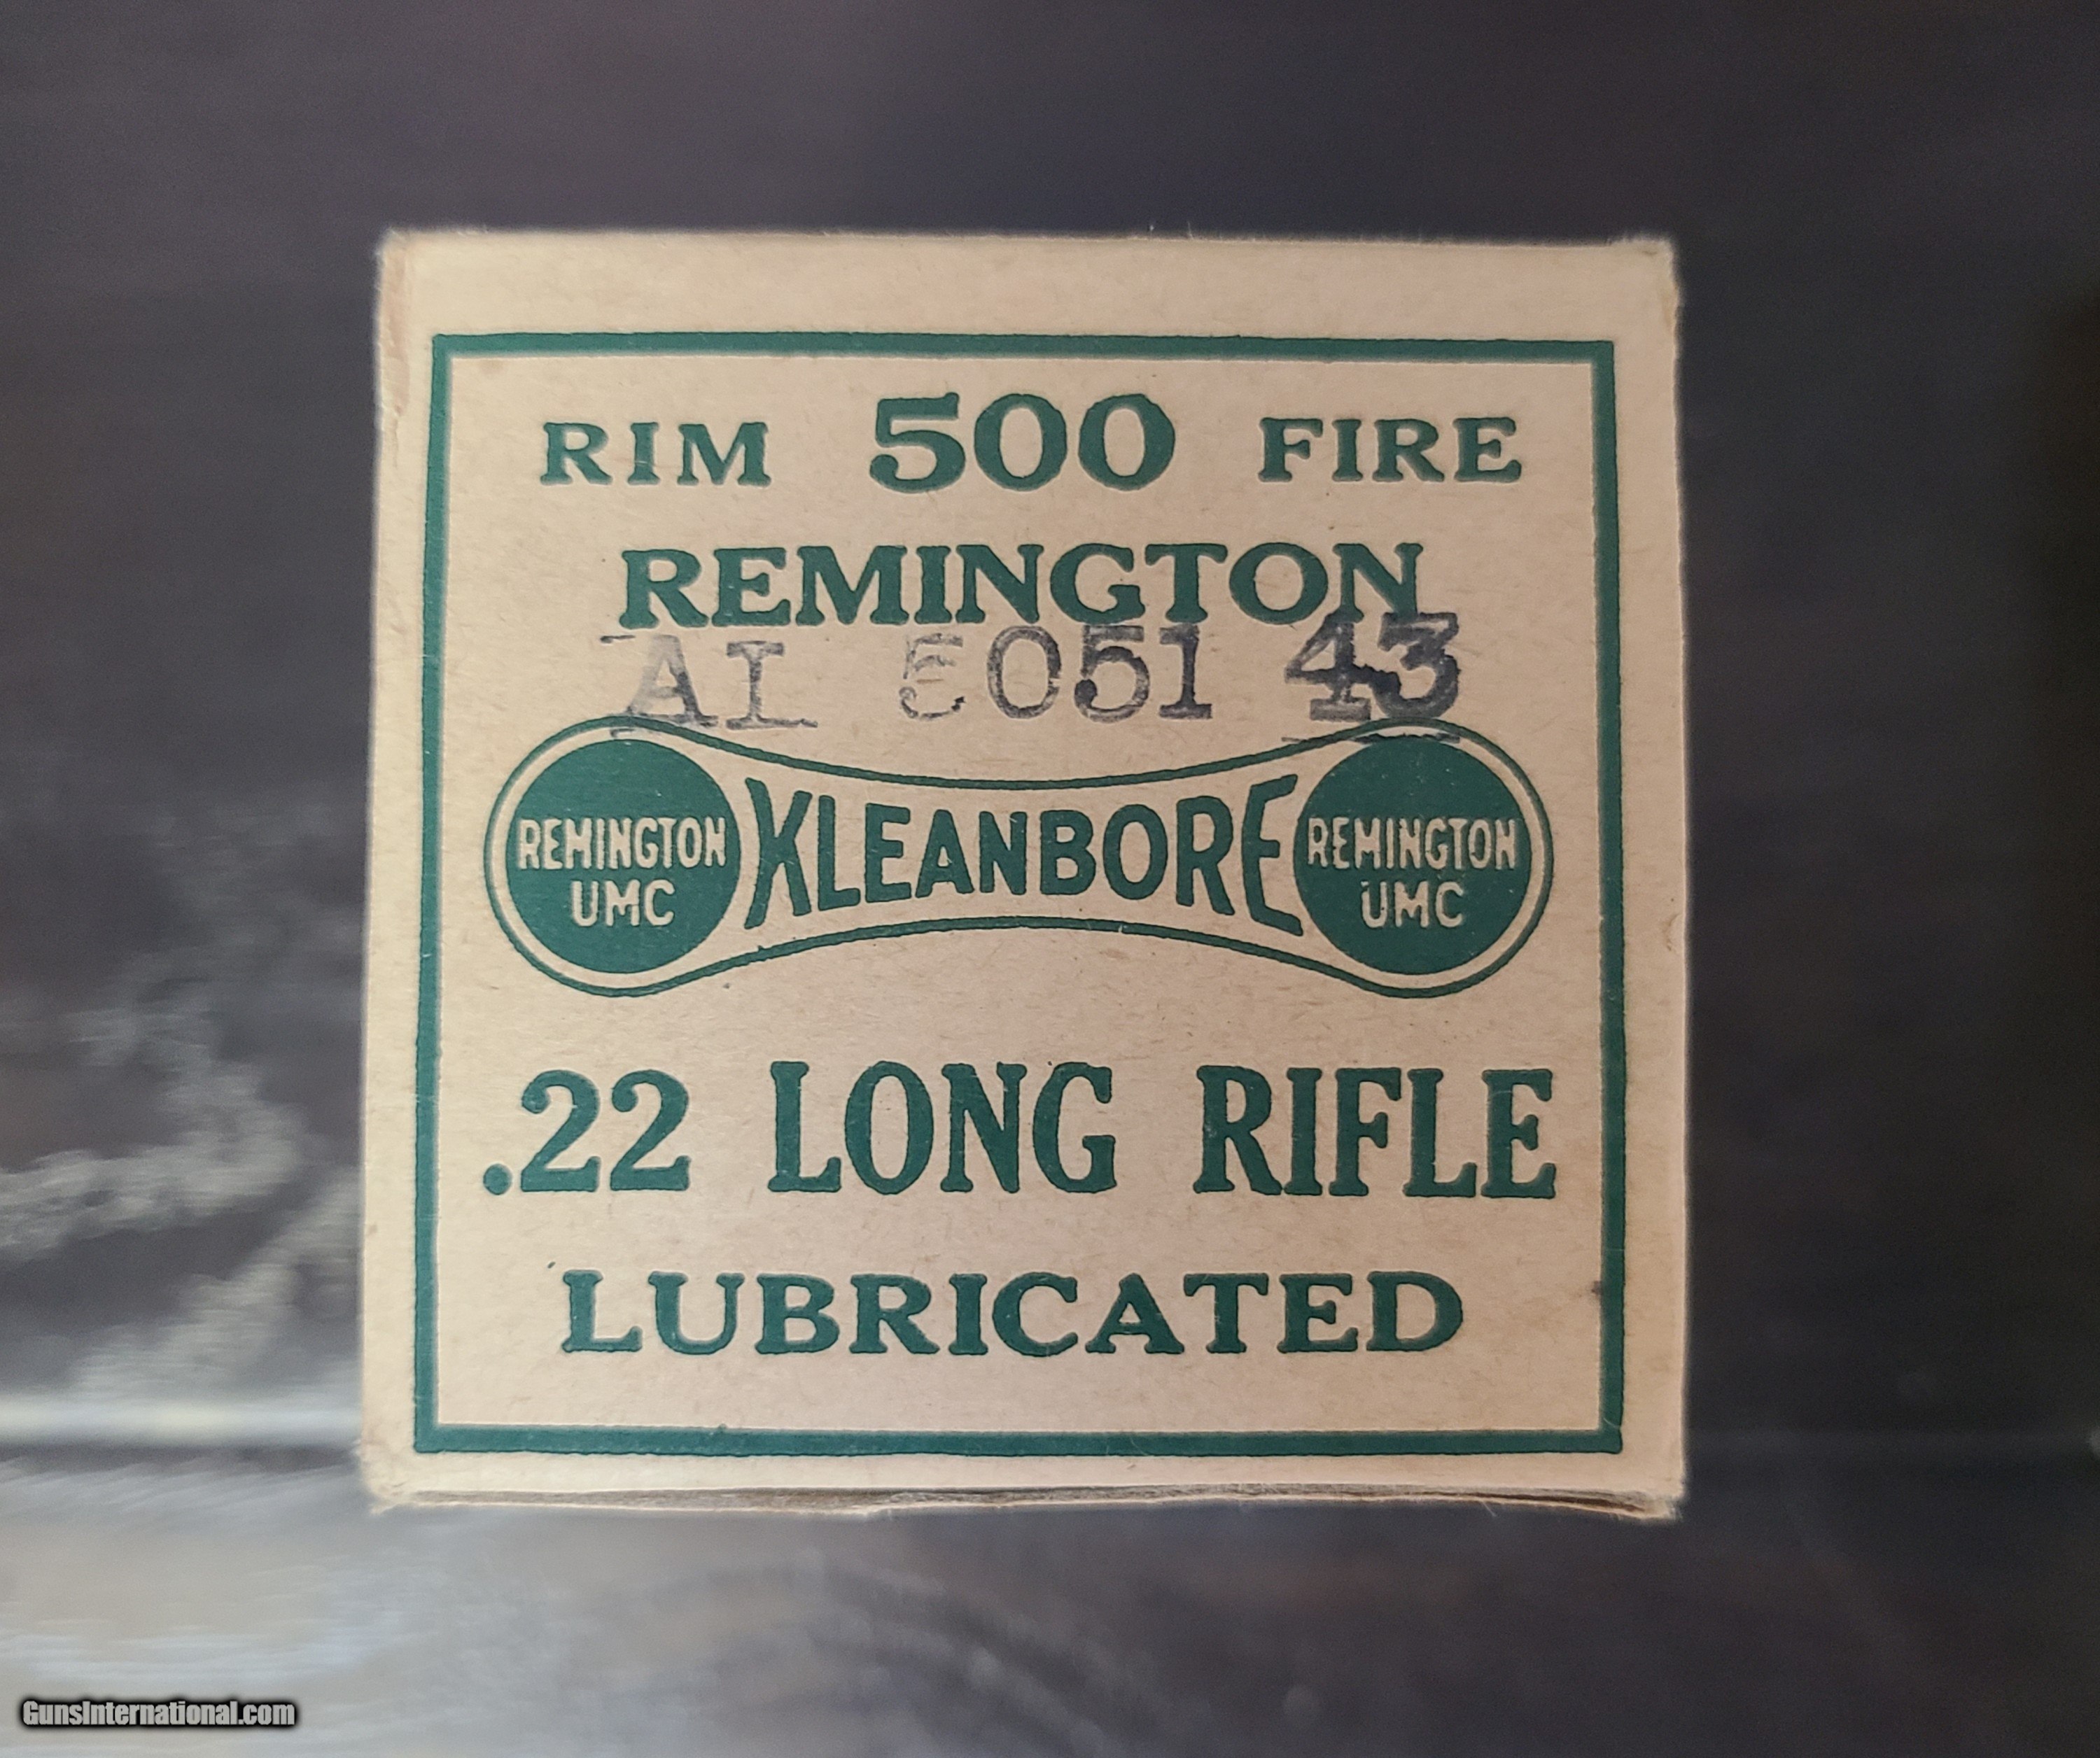 RIM 500 FIRE
REMINGTON
AL 5051 43
REMINGTON UMC KLEANBORE REMINGTON UMC
.22 LONG RIFLE
LUBRICATED
GunsInternational.com